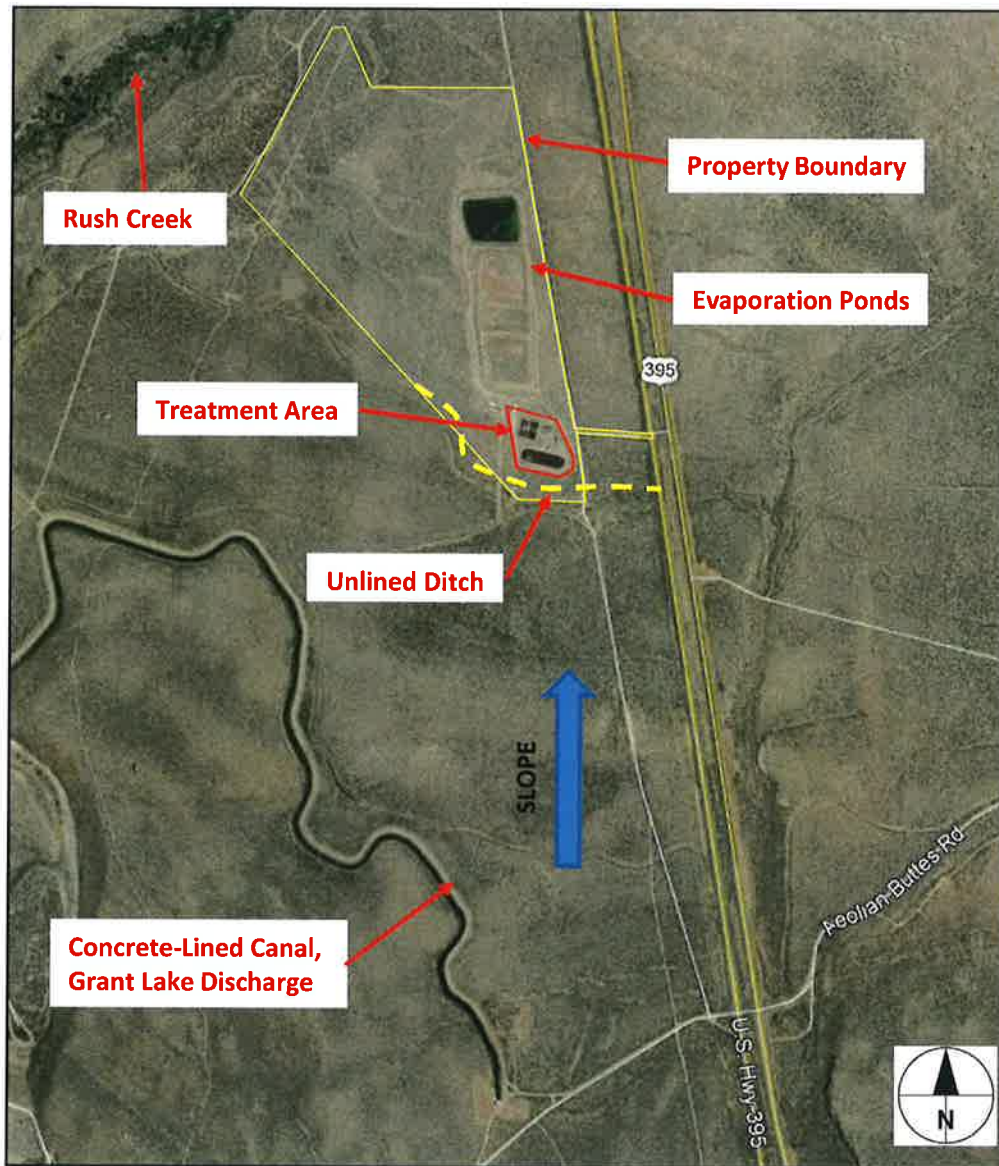 Rush Creek
Property Boundary
Evaporation Ponds
395
Treatment Area
Unlined Ditch
SLOPE
Aeolian Buttes Rd
Concrete-Lined Canal,
Grant Lake Discharge
U.S. Hwy 395
N